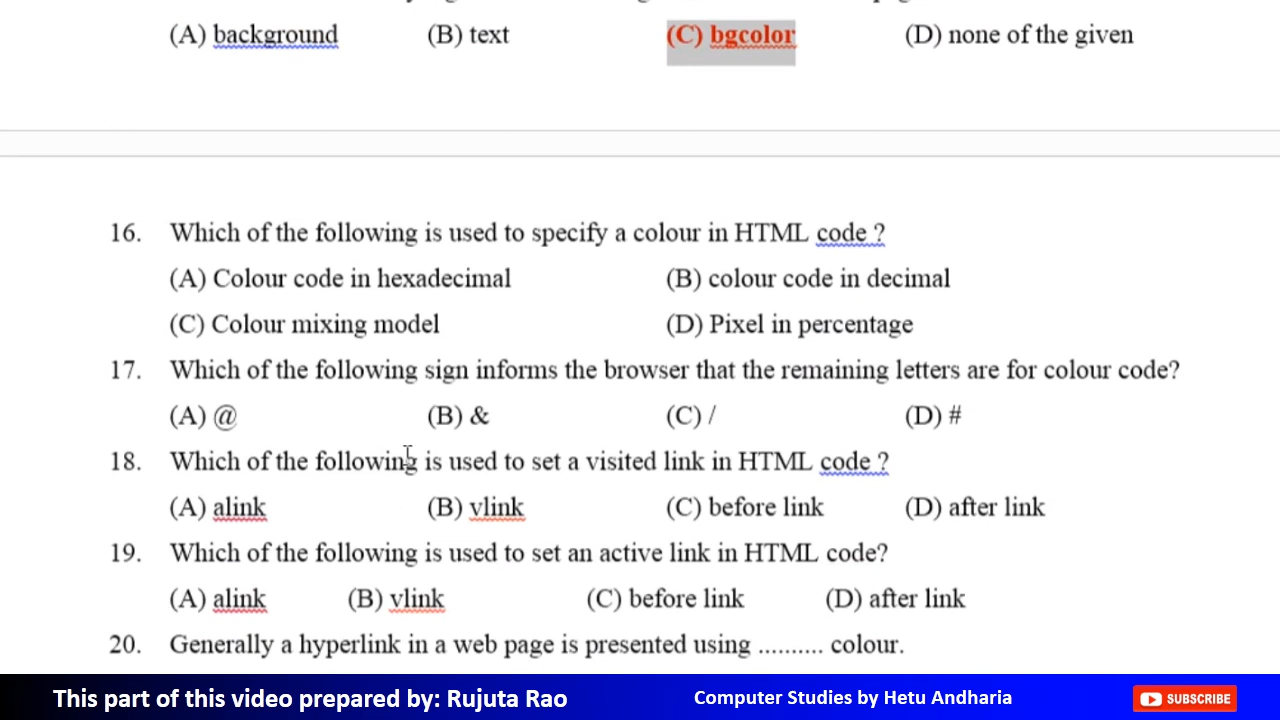 (A) background (B) text (C) bgcolor (D) none of the given
16. Which of the following is used to specify a colour in HTML code ?
(A) Colour code in hexadecimal (B) colour code in decimal
(C) Colour mixing model (D) Pixel in percentage
17. Which of the following sign informs the browser that the remaining letters are for colour code?
(A) @ (B) & (C) / (D) #
18. Which of the following is used to set a visited link in HTML code ?
(A) alink (B) vlink (C) before link (D) after link
19. Which of the following is used to set an active link in HTML code?
(A) alink (B) vlink (C) before link (D) after link
20. Generally a hyperlink in a web page is presented using .......... colour.
This part of this video prepared by: Rujuta Rao Computer Studies by Hetu Andharia SUBSCRIBE